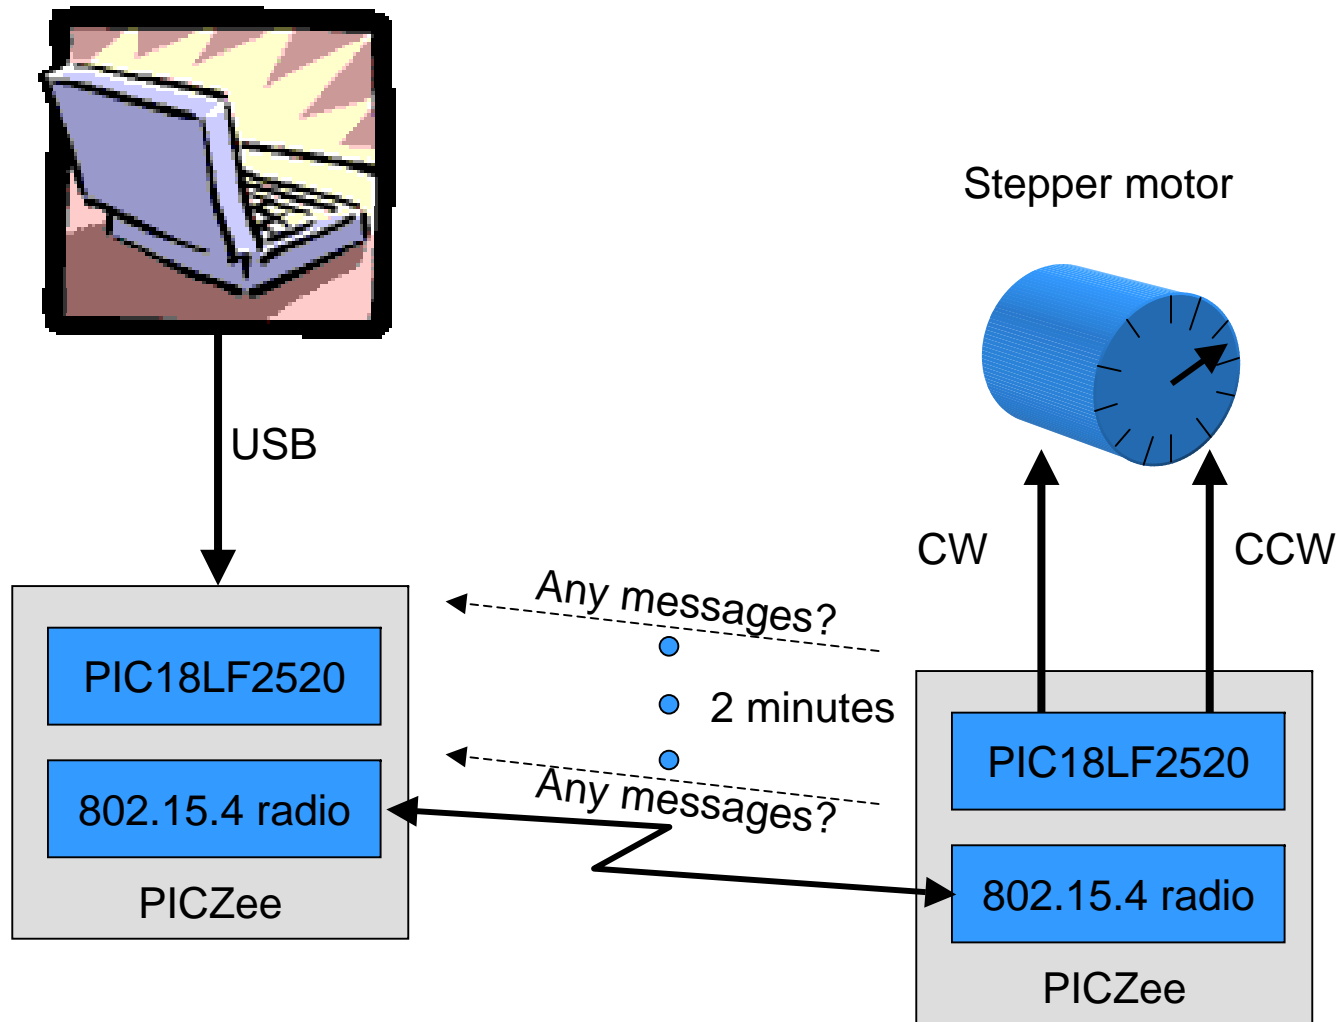 Stepper motor
USB
CW
CCW
Any messages?
2 minutes
Any messages?
PIC18LF2520
802.15.4 radio
PICZee
PIC18LF2520
802.15.4 radio
PICZee